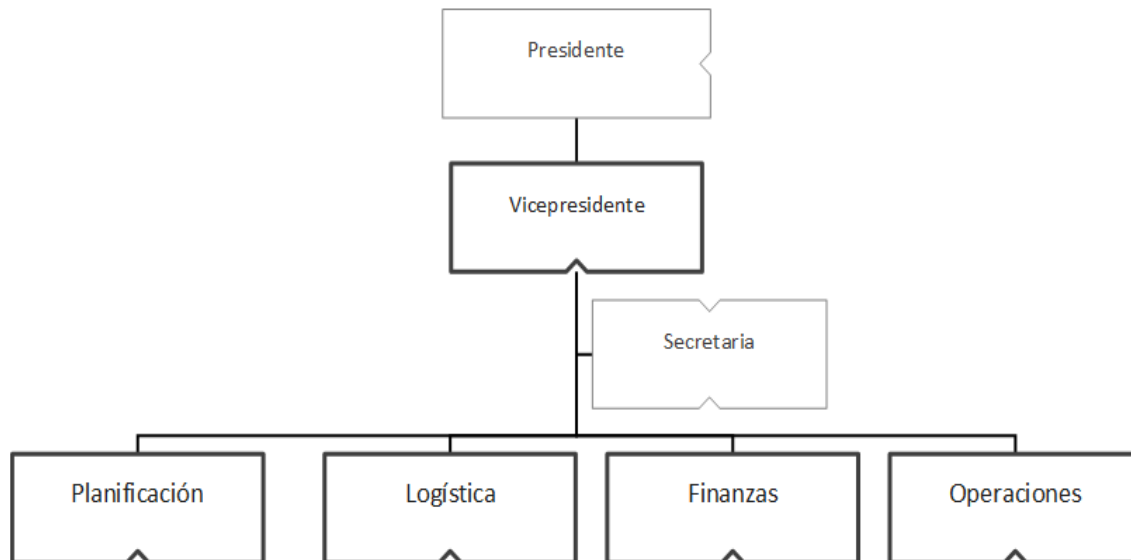 Presidente
Vicepresidente
Secretaria
Planificación
Logística
Finanzas
Operaciones